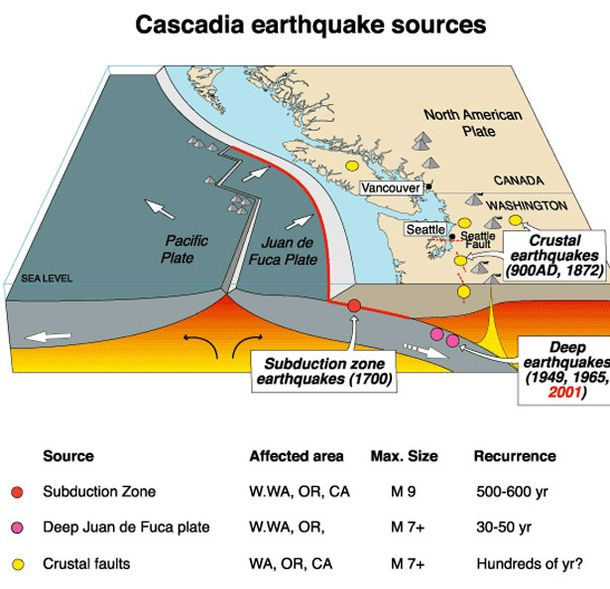 Cascadia earthquake sources
North American
Plate
Vancouver
CANADA
WASHINGTON
Seattle
Seattle
Fault
Crustal
earthquakes
(900AD, 1872)
Pacific
Plate
Juan de
Fuca Plate
SEA LEVEL
Subduction zone
earthquakes (1700)
Deep
earthquakes
(1949, 1965,
2001)
Source Affected area Max. Size Recurrence
Subduction Zone W.WA, OR, CA M 9 500-600 yr
Deep Juan de Fuca plate W.WA, OR, M 7+ 30-50 yr
Crustal faults WA, OR, CA M 7+ Hundreds of yr?